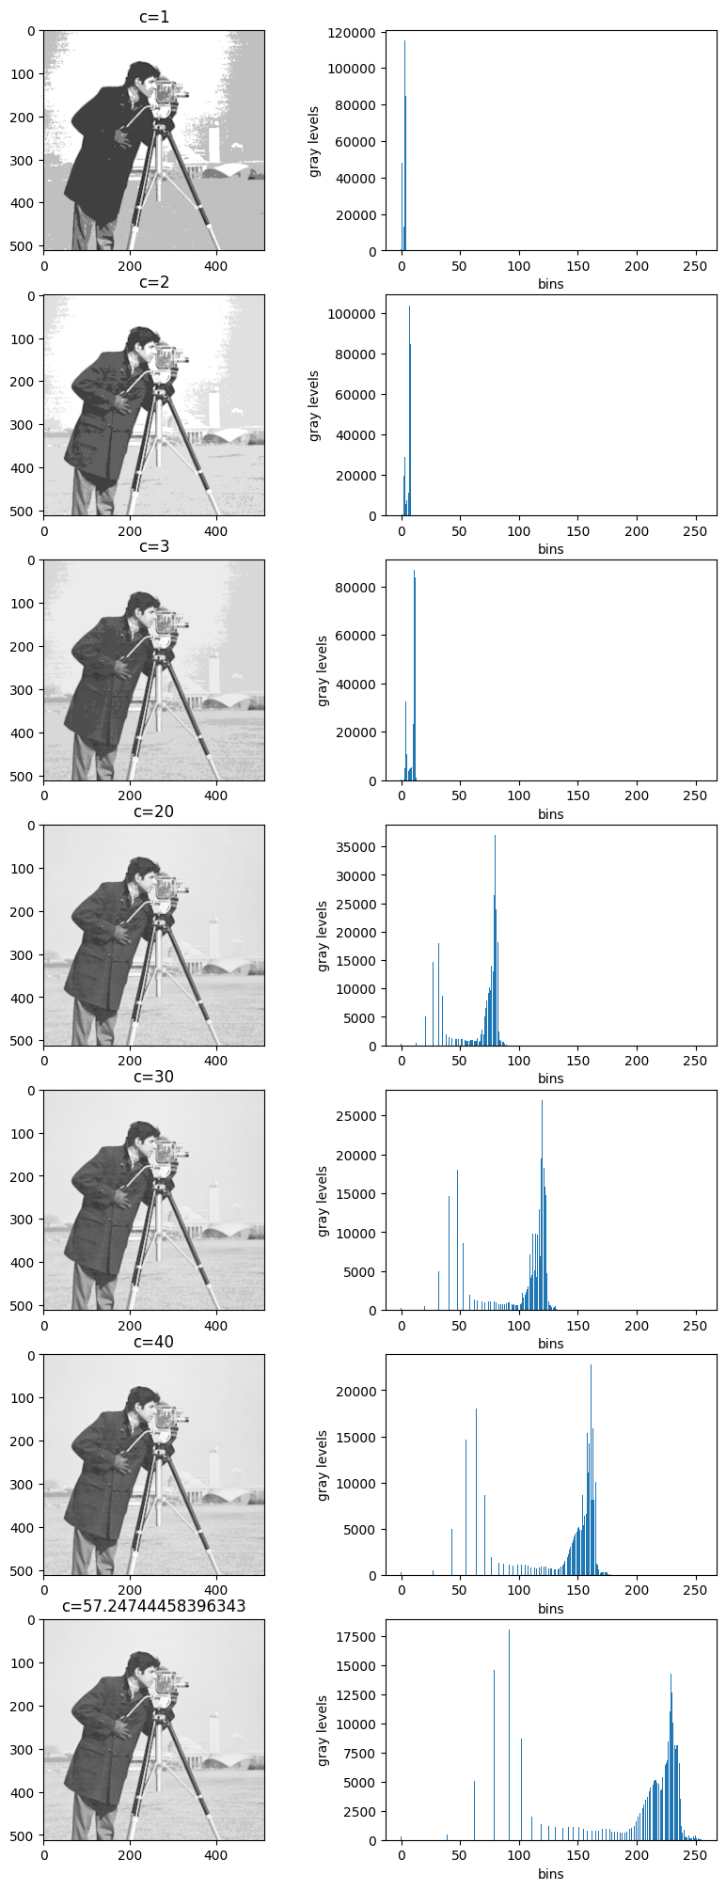 c=1
0
100
200
300
400
500
0 200 400
gray levels
120000
100000
80000
60000
40000
20000
0
0 50 100 150 200 250
bins
c=2
0
100
200
300
400
500
0 200 400
gray levels
100000
80000
60000
40000
20000
0
0 50 100 150 200 250
bins
c=3
0
100
200
300
400
500
0 200 400
gray levels
80000
60000
40000
20000
0
0 50 100 150 200 250
bins
c=20
0
100
200
300
400
500
0 200 400
gray levels
35000
30000
25000
20000
15000
10000
5000
0
0 50 100 150 200 250
bins
c=30
0
100
200
300
400
500
0 200 400
gray levels
25000
20000
15000
10000
5000
0
0 50 100 150 200 250
bins
c=40
0
100
200
300
400
500
0 200 400
gray levels
20000
15000
10000
5000
0
0 50 100 150 200 250
bins
c=57.24744458396343
0
100
200
300
400
500
0 200 400
gray levels
17500
15000
12500
10000
7500
5000
2500
0
0 50 100 150 200 250
bins